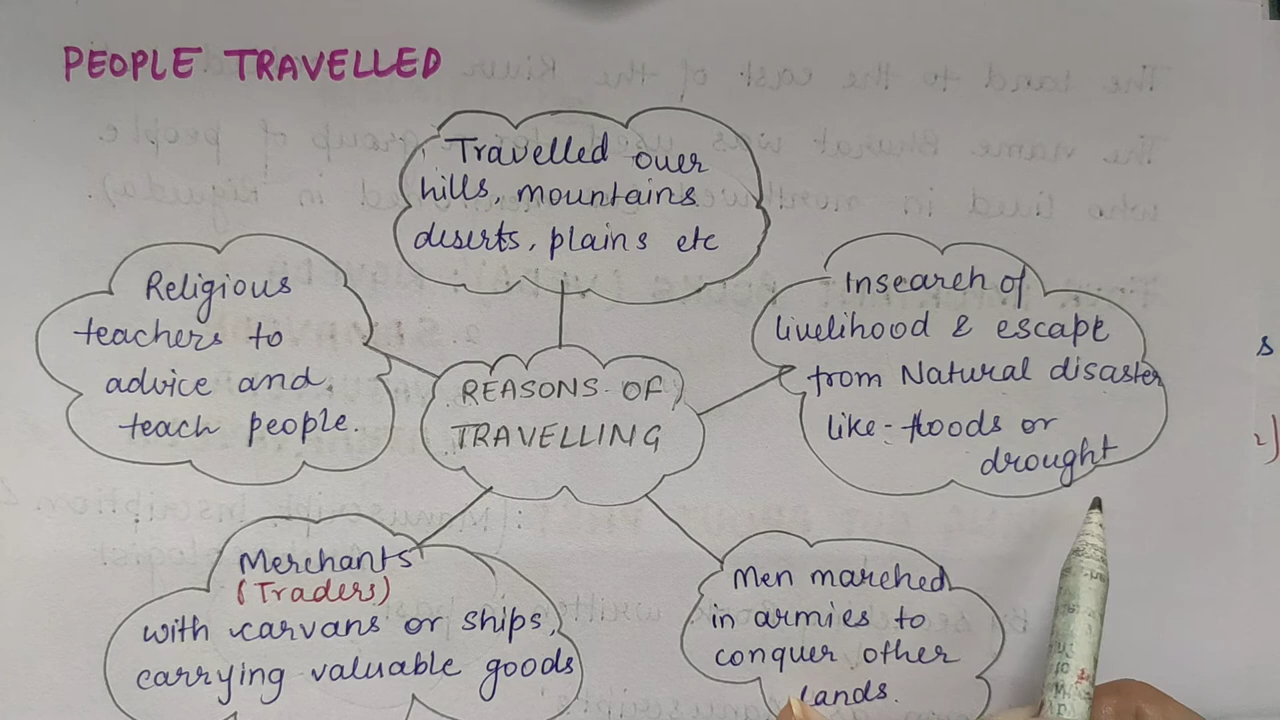 PEOPLE TRAVELLED
Travelled over
hills, mountains
deserts, plains etc
Religious
teachers to
advice and
teach people.
Insearch of
livelihood & escape
from Natural disaster
like:- floods or
drought
REASONS OF
TRAVELLING
Merchants
(Traders)
with carvans or ships,
carrying valuable goods
Men marched
in armies to
conquer other
lands.
s
2)